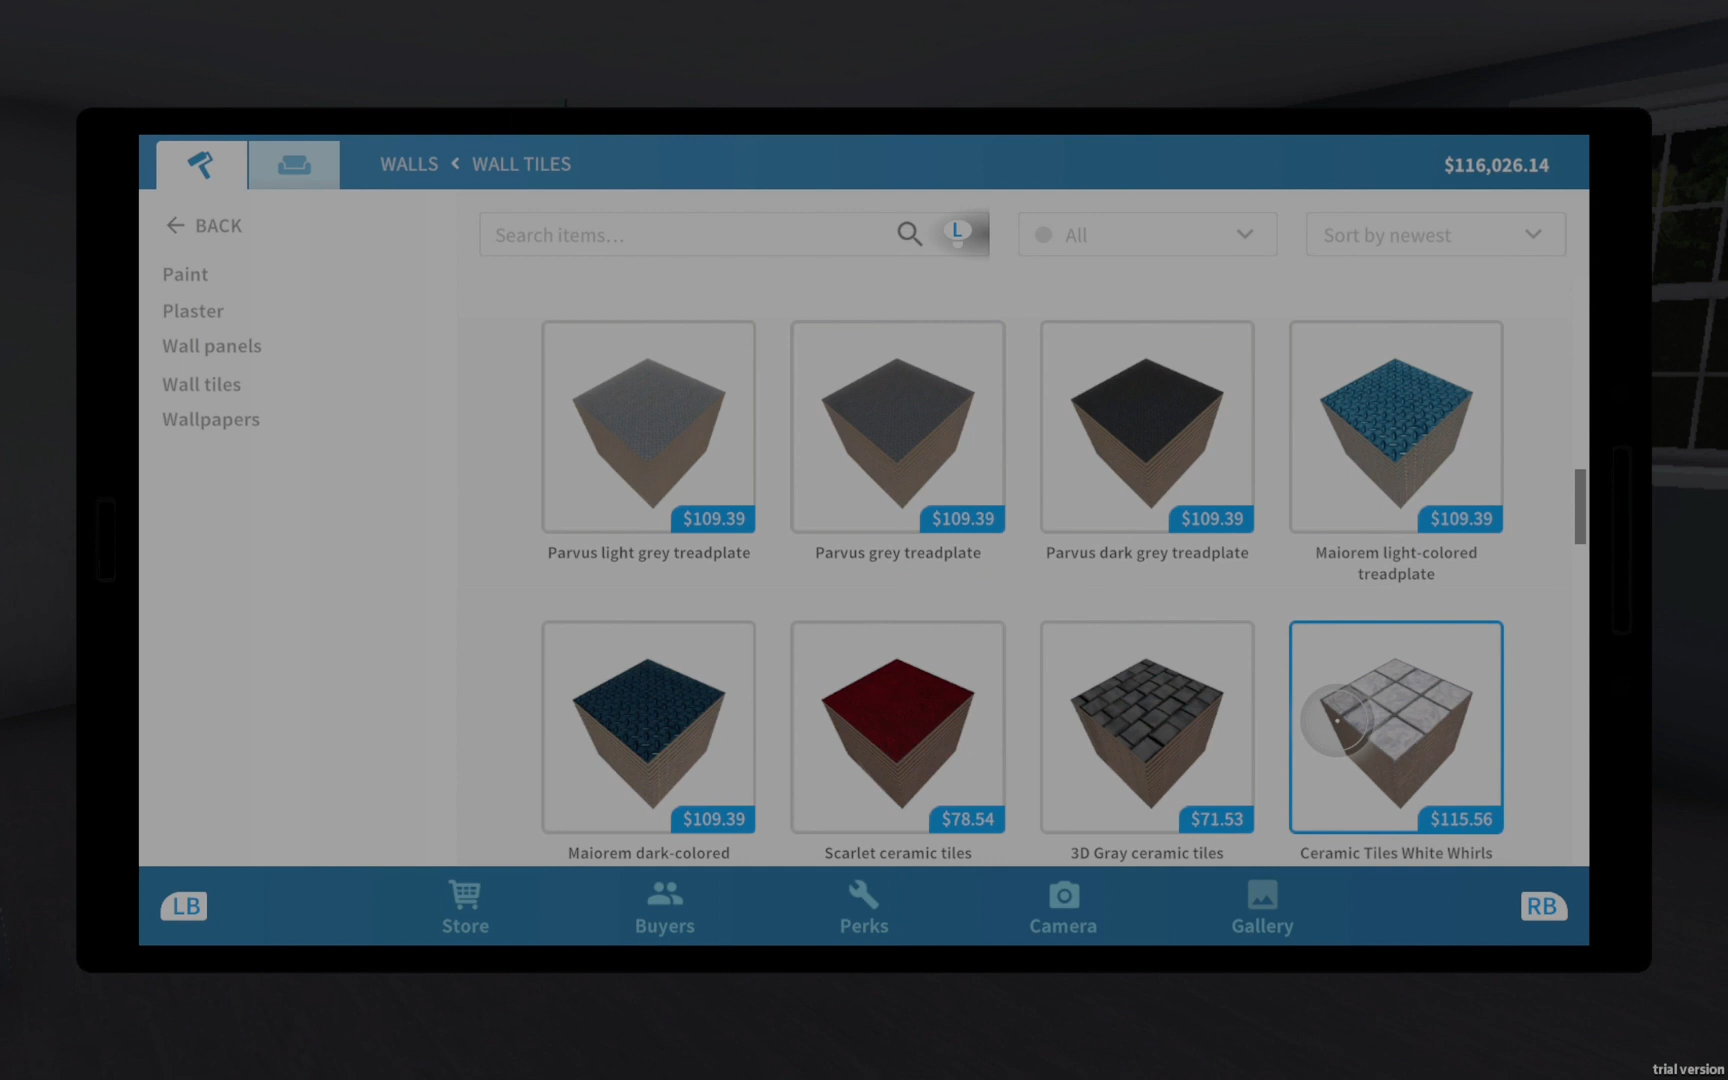 WALLS < WALL TILES
$116,026.14
BACK
Search items...
L
All
Sort by newest
Paint
Plaster
Wall panels
Wall tiles
Wallpapers
$109.39
$109.39
$109.39
$109.39
Parvus light grey treadplate
Parvus grey treadplate
Parvus dark grey treadplate
Maiorem light-colored
treadplate
$109.39
$78.54
$71.53
$115.56
Maiorem dark-colored
Scarlet ceramic tiles
3D Gray ceramic tiles
Ceramic Tiles White Whirls
LB
Store
Buyers
Perks
Camera
Gallery
RB
trial version